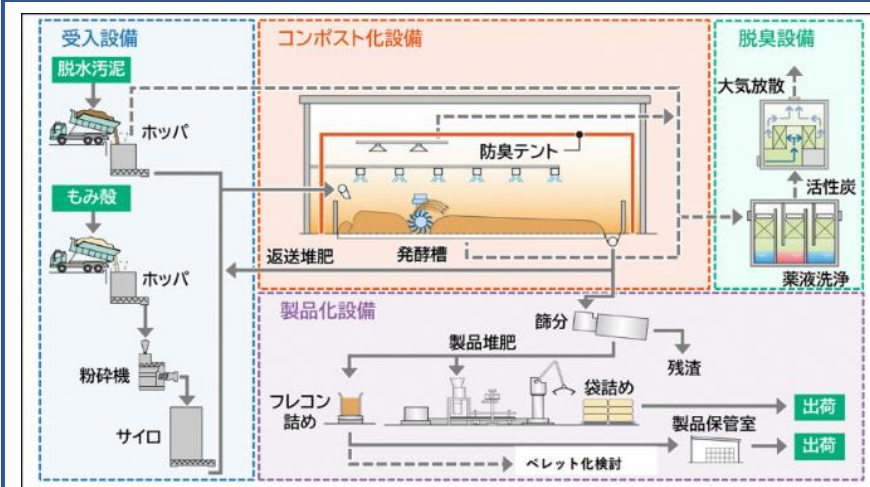 受入設備
脱水汚泥
ホッパ
もみ殻
ホッパ
粉砕機
サイロ
コンポスト化設備
防臭テント
発酵槽
返送堆肥
脱臭設備
大気放散
活性炭
薬液洗浄
製品化設備
篩分
残渣
製品堆肥
フレコン
詰め
袋詰め
出荷
製品保管室
出荷
ペレット化検討